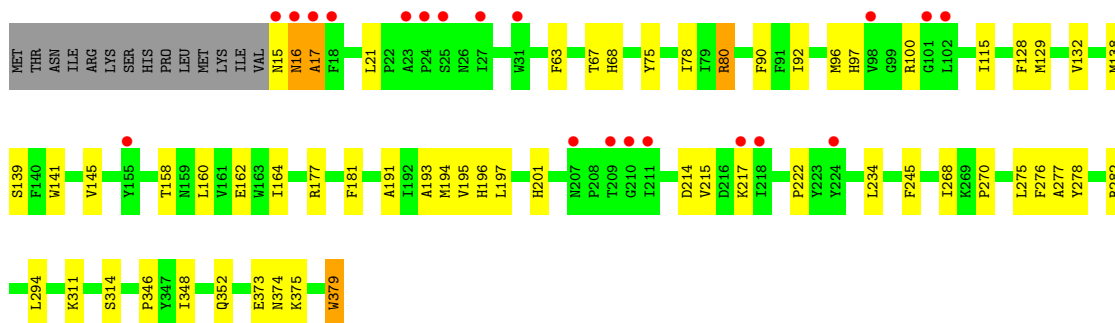 MET THR ASN ILE ARG LYS SER HIS PRO LEU MET LYS ILE VAL N15 N16 A17 F18 L21 P22 A23 P24 S25 N26 I27 W31 F63 T67 H68 Y75 I78 I79 R80 F90 F91 I92 M96 H97 V98 G99 R100 G101 L102 I115 F128 M129 V132 M138
S139 F140 W141 V145 Y155 T158 N159 L160 V161 E162 W163 I164 R177 F181 A191 I192 A193 M194 V195 H196 L197 H201 N207 P208 T209 G210 I211 D214 V215 D216 K217 I218 P222 Y223 Y224 L234 F245 I268 K269 P270 L275 F276 A277 Y278
L294 K311 S314 P346 Y347 I348 Q352 E373 N374 K375 W379